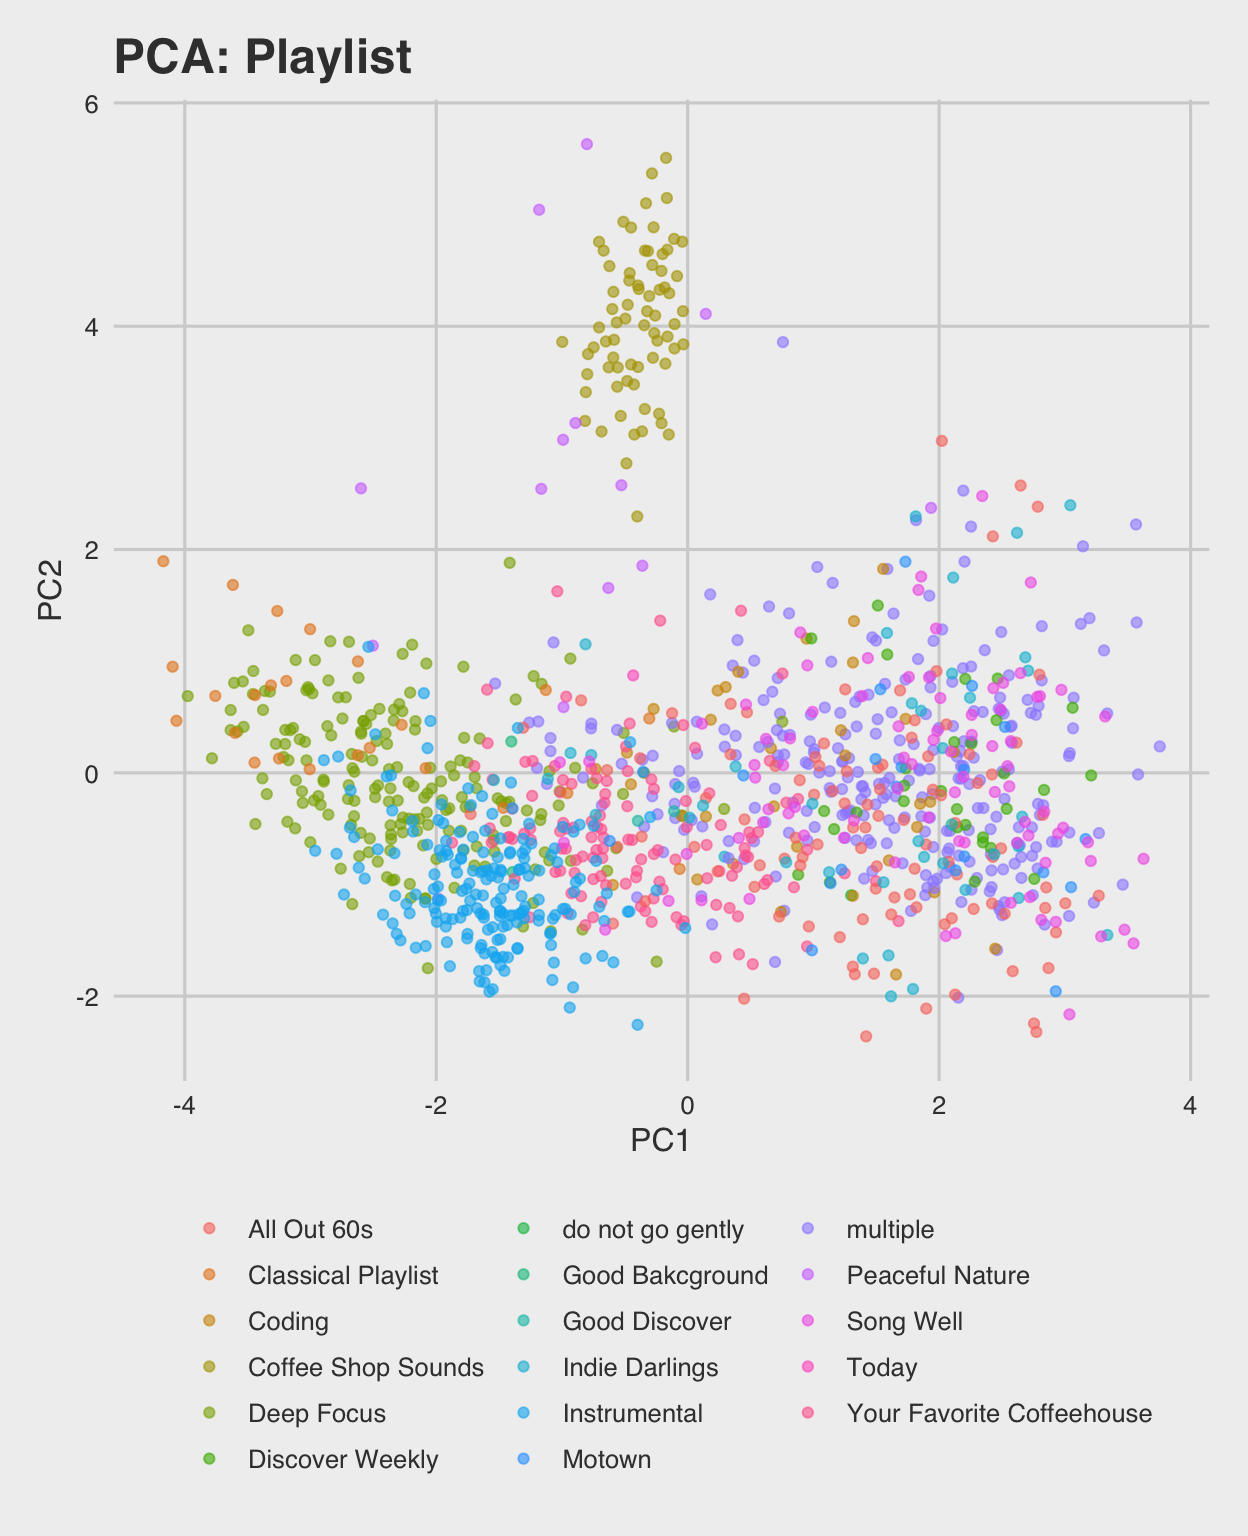 PCA: Playlist
6
4
2
0
-2
PC2
-4 -2 0 2 4
PC1
All Out 60s do not go gently multiple
Classical Playlist Good Bakcground Peaceful Nature
Coding Good Discover Song Well
Coffee Shop Sounds Indie Darlings Today
Deep Focus Instrumental Your Favorite Coffeehouse
Discover Weekly Motown